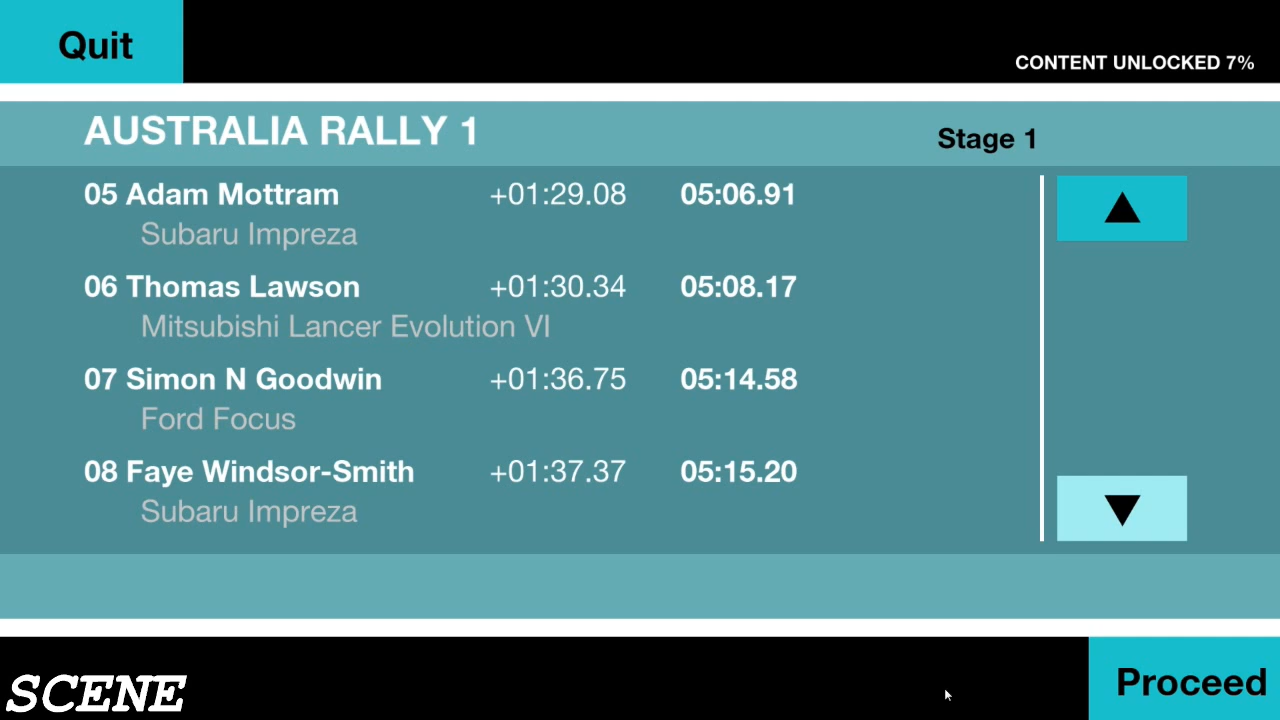 Quit
CONTENT UNLOCKED 7%
AUSTRALIA RALLY 1
Stage 1
05 Adam Mottram +01:29.08 05:06.91
Subaru Impreza
06 Thomas Lawson +01:30.34 05:08.17
Mitsubishi Lancer Evolution VI
07 Simon N Goodwin +01:36.75 05:14.58
Ford Focus
08 Faye Windsor-Smith +01:37.37 05:15.20
Subaru Impreza
SCENE
Proceed